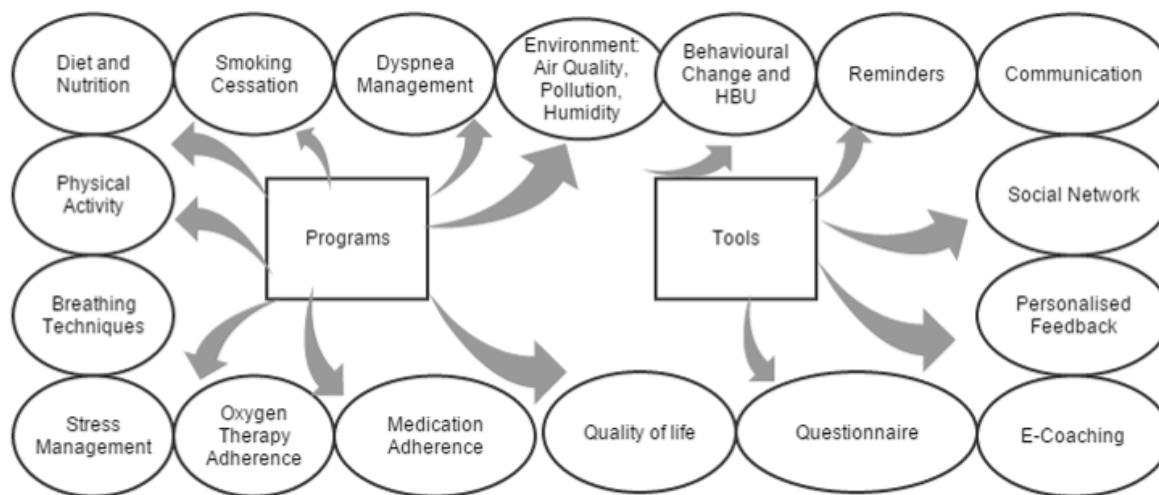 Diet and
Nutrition
Smoking
Cessation
Dyspnea
Management
Environment:
Air Quality,
Pollution,
Humidity
Behavioural
Change and
HBU
Reminders
Communication
Physical
Activity
Programs
Tools
Social Network
Breathing
Techniques
Personalised
Feedback
Stress
Management
Oxygen
Therapy
Adherence
Medication
Adherence
Quality of life
Questionnaire
E-Coaching